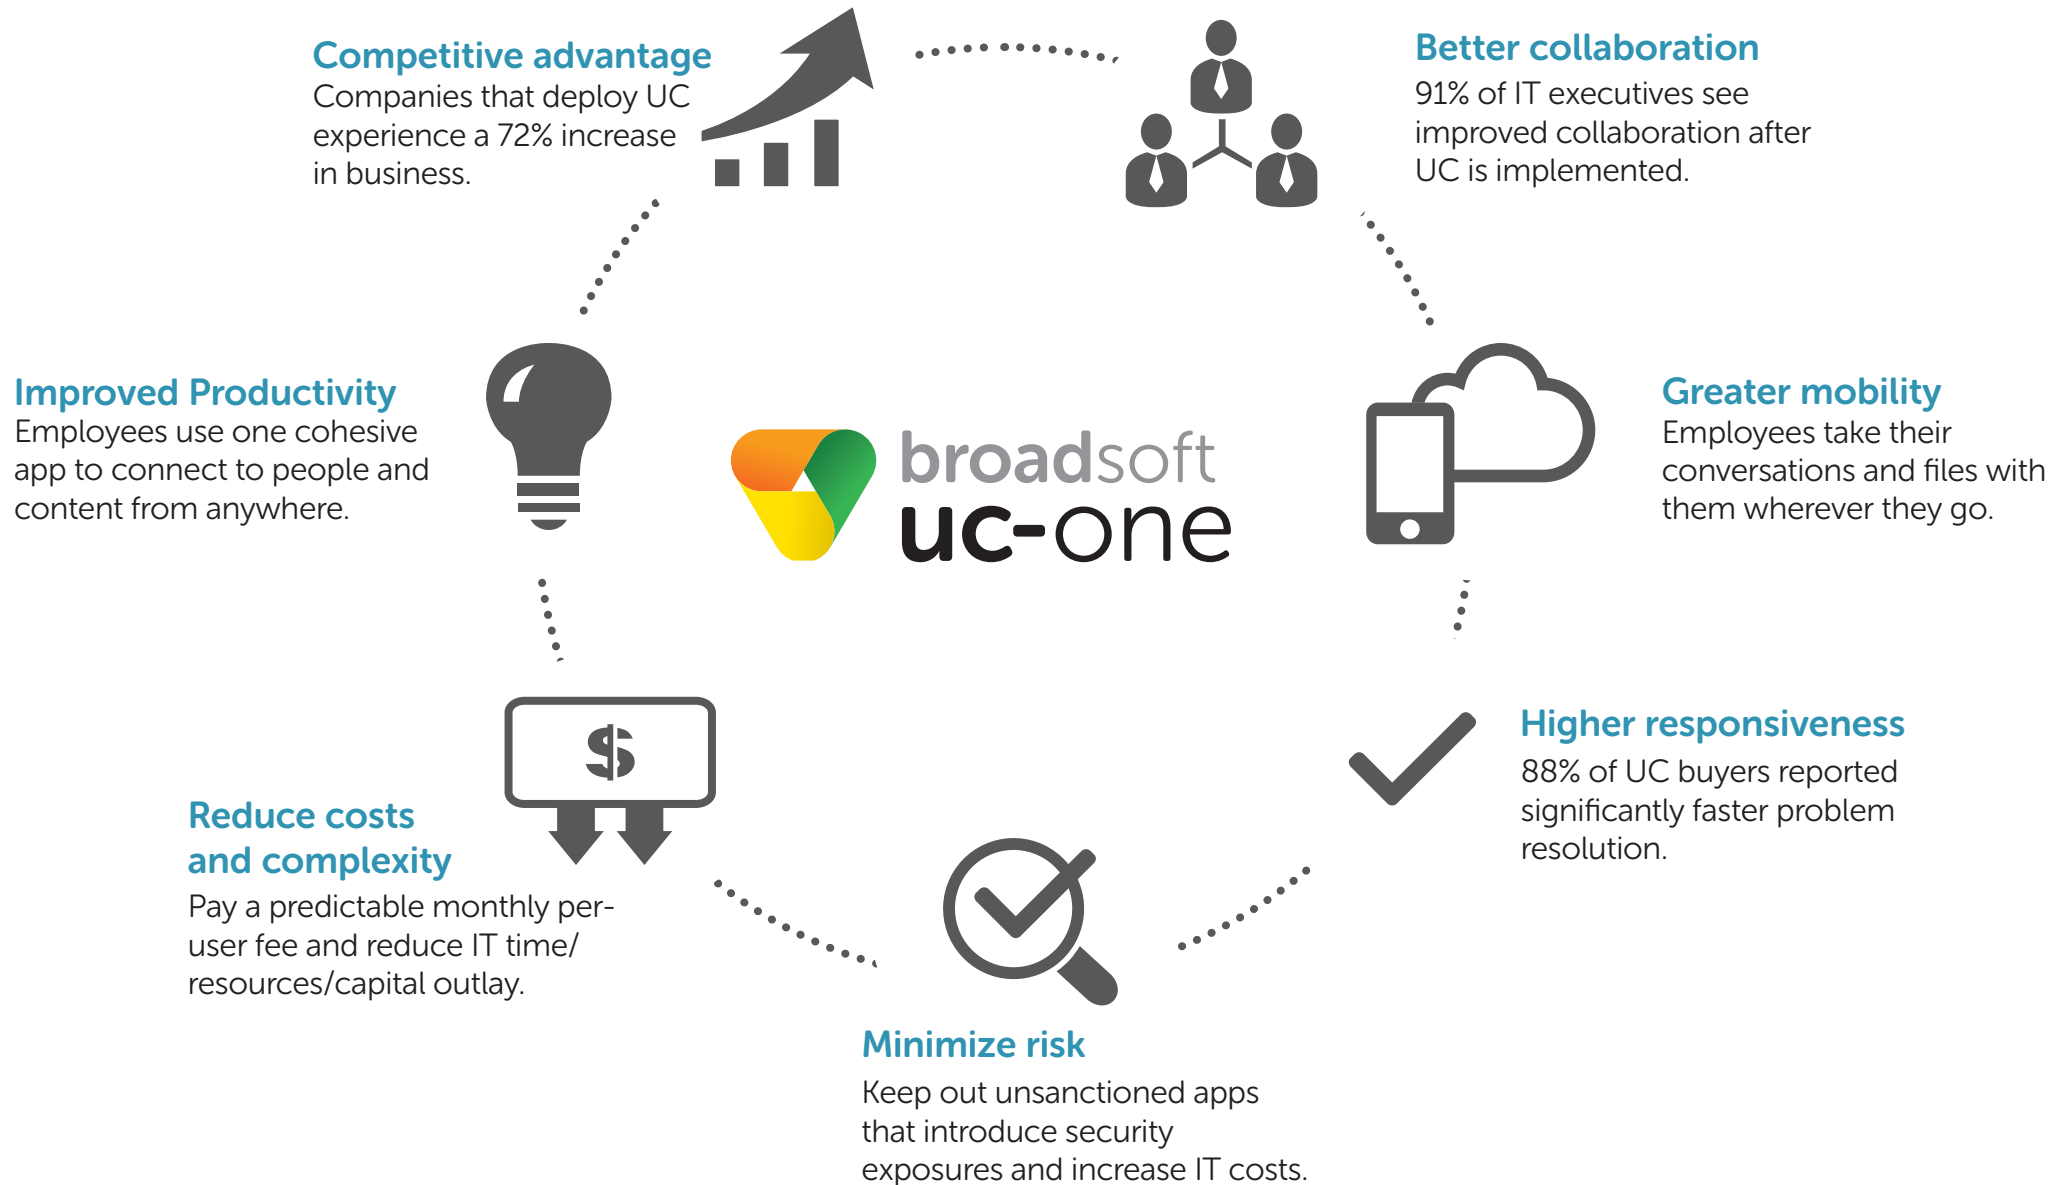 Competitive advantage
Companies that deploy UC
experience a 72% increase
in business.
Better collaboration
91% of IT executives see
improved collaboration after
UC is implemented.
Improved Productivity
Employees use one cohesive
app to connect to people and
content from anywhere.
broadsoft
uc-one
Greater mobility
Employees take their
conversations and files with
them wherever they go.
$
Reduce costs
and complexity
Pay a predictable monthly per-
user fee and reduce IT time/
resources/capital outlay.
Higher responsiveness
88% of UC buyers reported
significantly faster problem
resolution.
Minimize risk
Keep out unsanctioned apps
that introduce security
exposures and increase IT costs.